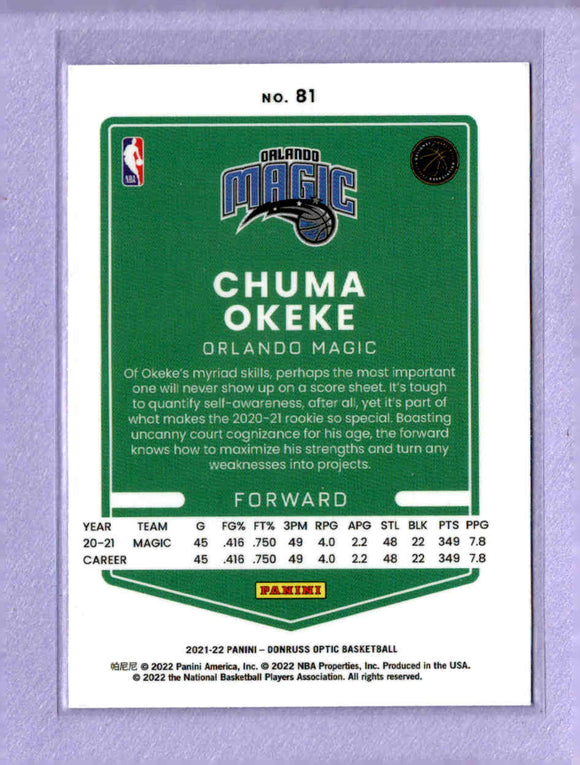 NO. 81
NBA
ORLANDO
MAGIC
CHUMA
OKEKE
ORLANDO MAGIC
Of Okeke's myriad skills, perhaps the most important
one will never show up on a score sheet. It's tough
to quantify self-awareness, after all, yet it's part of
what makes the 2020-21 rookie so special. Boasting
uncanny court cognizance for his age, the forward
knows how to maximize his strengths and turn any
weaknesses into projects.
FORWARD
YEAR TEAM G FG% FT% 3PM RPG APG STL BLK PTS PPG
20-21 MAGIC 45 .416 .750 49 4.0 2.2 48 22 349 7.8
CAREER 45 .416 .750 49 4.0 2.2 48 22 349 7.8
PANINI
2021-22 PANINI – DONRUSS OPTIC BASKETBALL
帕尼尼 © 2022 Panini America, Inc. © 2022 NBA Properties, Inc. Produced in the USA.
© 2022 the National Basketball Players Association. All rights reserved.